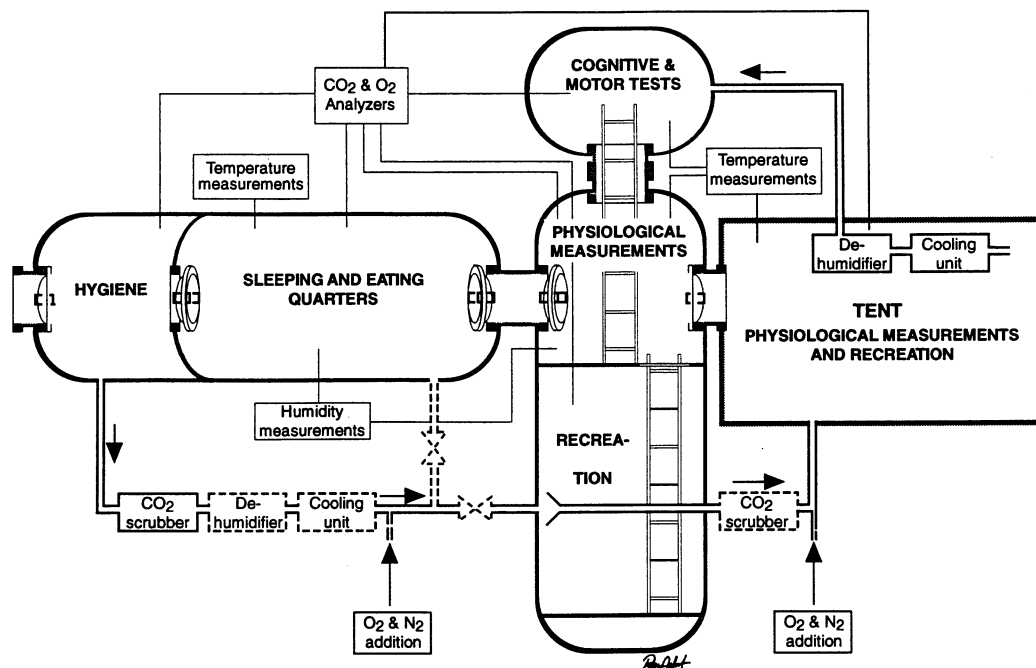 COGNITIVE &
MOTOR TESTS
CO2 & O2
Analyzers
Temperature
measurements
Temperature
measurements
PHYSIOLOGICAL
MEASUREMENTS
De-
humidifier
Cooling
unit
HYGIENE
SLEEPING AND EATING
QUARTERS
TENT
PHYSIOLOGICAL MEASUREMENTS
AND RECREATION
Humidity
measurements
RECREA-
TION
CO2
scrubber
De-
humidifier
Cooling
unit
CO2
scrubber
O2 & N2
addition
O2 & N2
addition